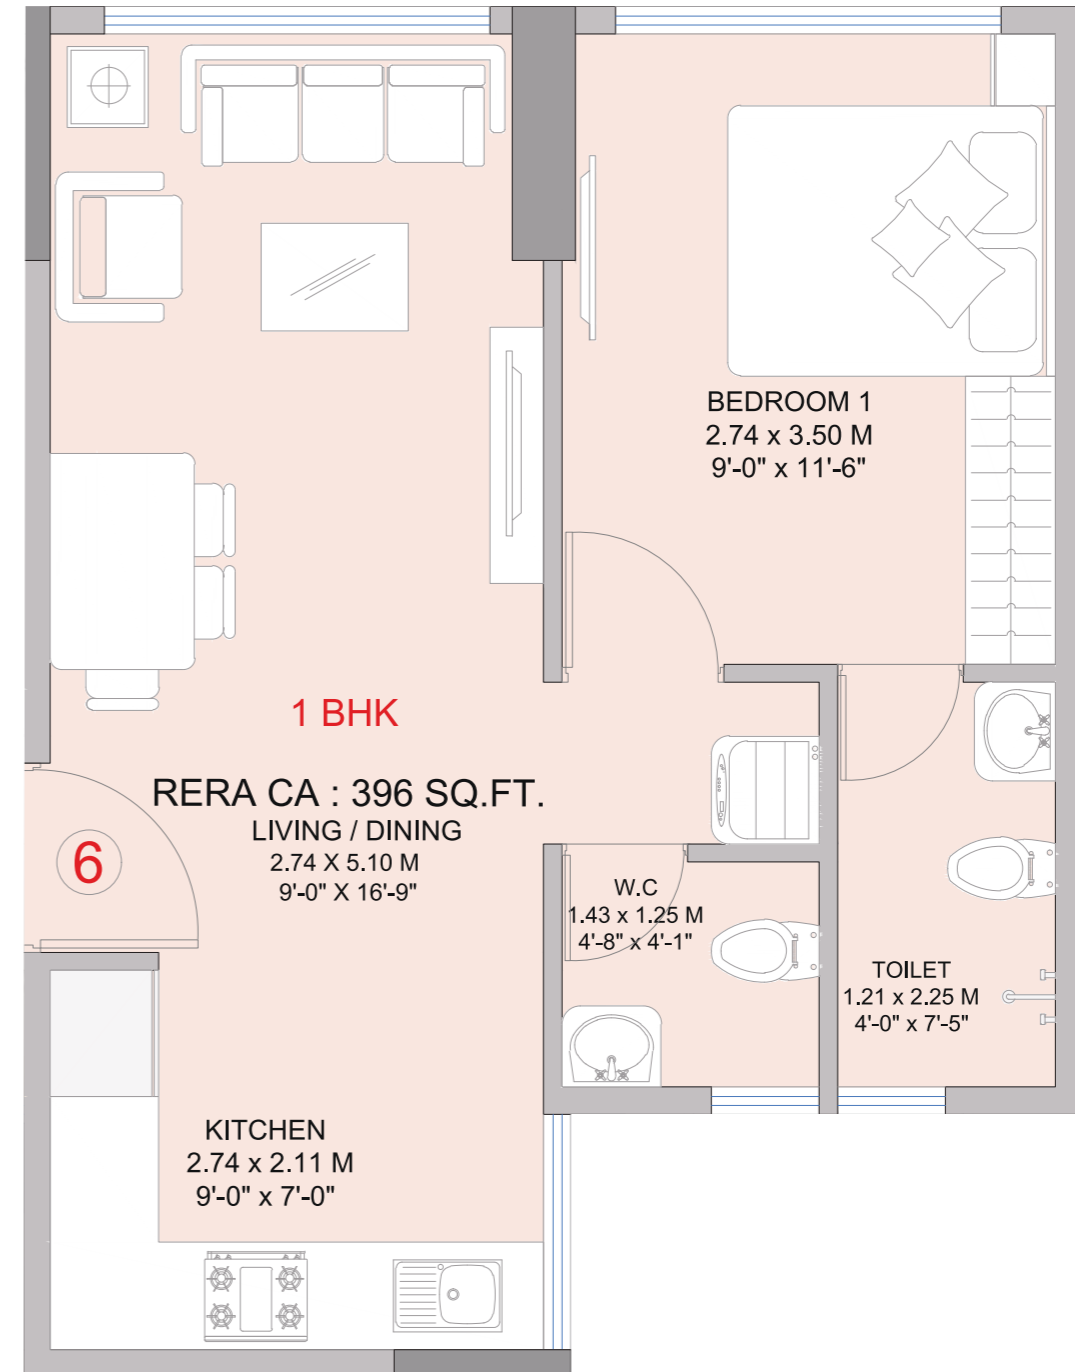 BEDROOM 1
2.74 x 3.50 M
9'-0" x 11'-6"
1 BHK
RERA CA : 396 SQ.FT.
LIVING / DINING
2.74 X 5.10 M
9'-0" X 16'-9"
6
W.C
1.43 x 1.25 M
4'-8" x 4'-1"
TOILET
1.21 x 2.25 M
4'-0" x 7'-5"
KITCHEN
2.74 x 2.11 M
9'-0" x 7'-0"